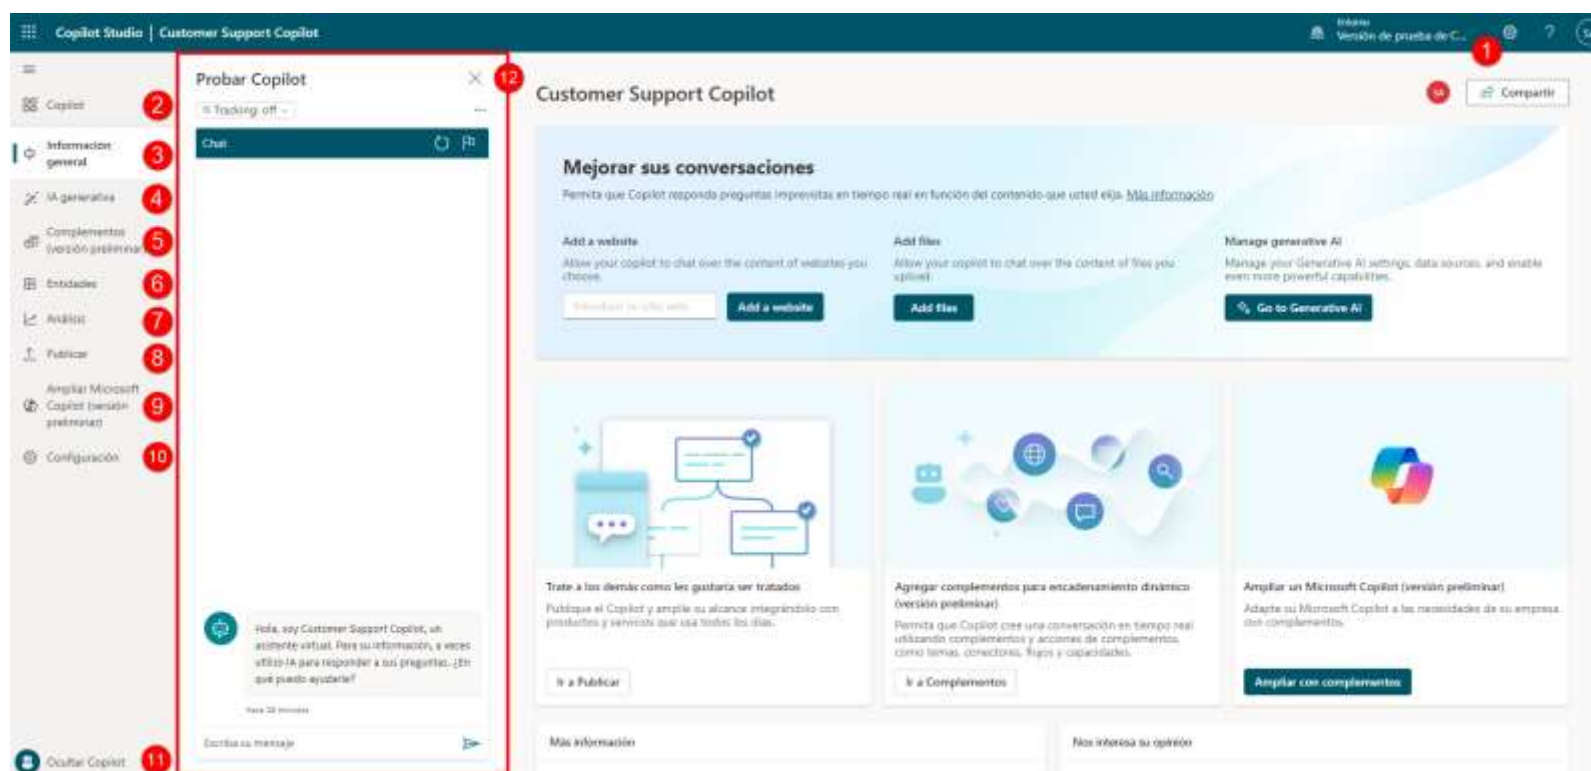 Copilot Studio | Customer Support Copilot
Entorno
Versión de prueba de C...
?
1
Copilot
2
Información
general
3
IA generativa
4
Complementos
(versión preliminar
5
Entidades
6
Análisis
7
Publicar
8
Ampliar Microsoft
Copilot (versión
preliminar)
9
Configuración
10
Ocultar Copilot
11
Probar Copilot
12
Tracking: off
Chat
Hola, soy Customer Support Copilot, un
asistente virtual. Para su información, a veces
utilizo IA para responder a sus preguntas. ¿En
qué puedo ayudarle?
Hace 28 minutos
Escriba su mensaje
Customer Support Copilot
SA
Compartir
Mejorar sus conversaciones
Permita que Copilot responda preguntas imprevistas en tiempo real en función del contenido que usted elija. Más información
Add a website
Allow your copilot to chat over the content of websites you
choose.
Add a website
Add files
Allow your copilot to chat over the content of files you
upload.
Add files
Manage generative AI
Manage your Generative AI settings, data sources, and enable
even more powerful capabilities.
Go to Generative AI
Trate a los demás como les gustaría ser tratados
Publique el Copilot y amplíe su alcance integrándolo con
productos y servicios que usa todos los días.
Ir a Publicar
Agregar complementos para encadenamiento dinámico
(versión preliminar)
Permita que Copilot cree una conversación en tiempo real
utilizando complementos y acciones de complementos,
como temas, conectores, flujos y capacidades.
Ir a Complementos
Ampliar un Microsoft Copilot (versión preliminar)
Adapte su Microsoft Copilot a las necesidades de su empresa
con complementos.
Ampliar con complementos
Más información
Nos interesa su opinión